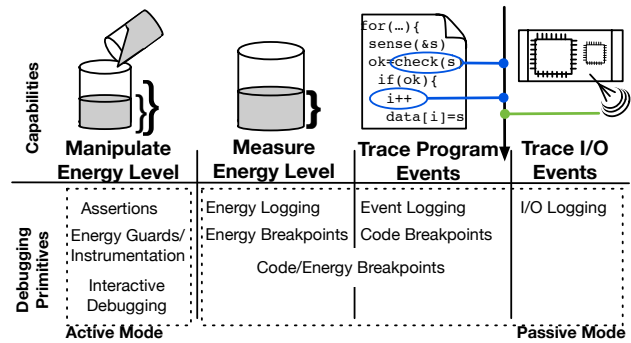 for(…){
sense(&s)
ok=check(s)
if(ok){
i++
data[i]=s
Capabilities
Manipulate
Energy Level
Measure
Energy Level
Trace Program
Events
Trace I/O
Events
Debugging
Primitives
Assertions
Energy Guards/
Instrumentation
Interactive
Debugging
Energy Logging
Energy Breakpoints
Event Logging
Code Breakpoints
Code/Energy Breakpoints
I/O Logging
Active Mode
Passive Mode